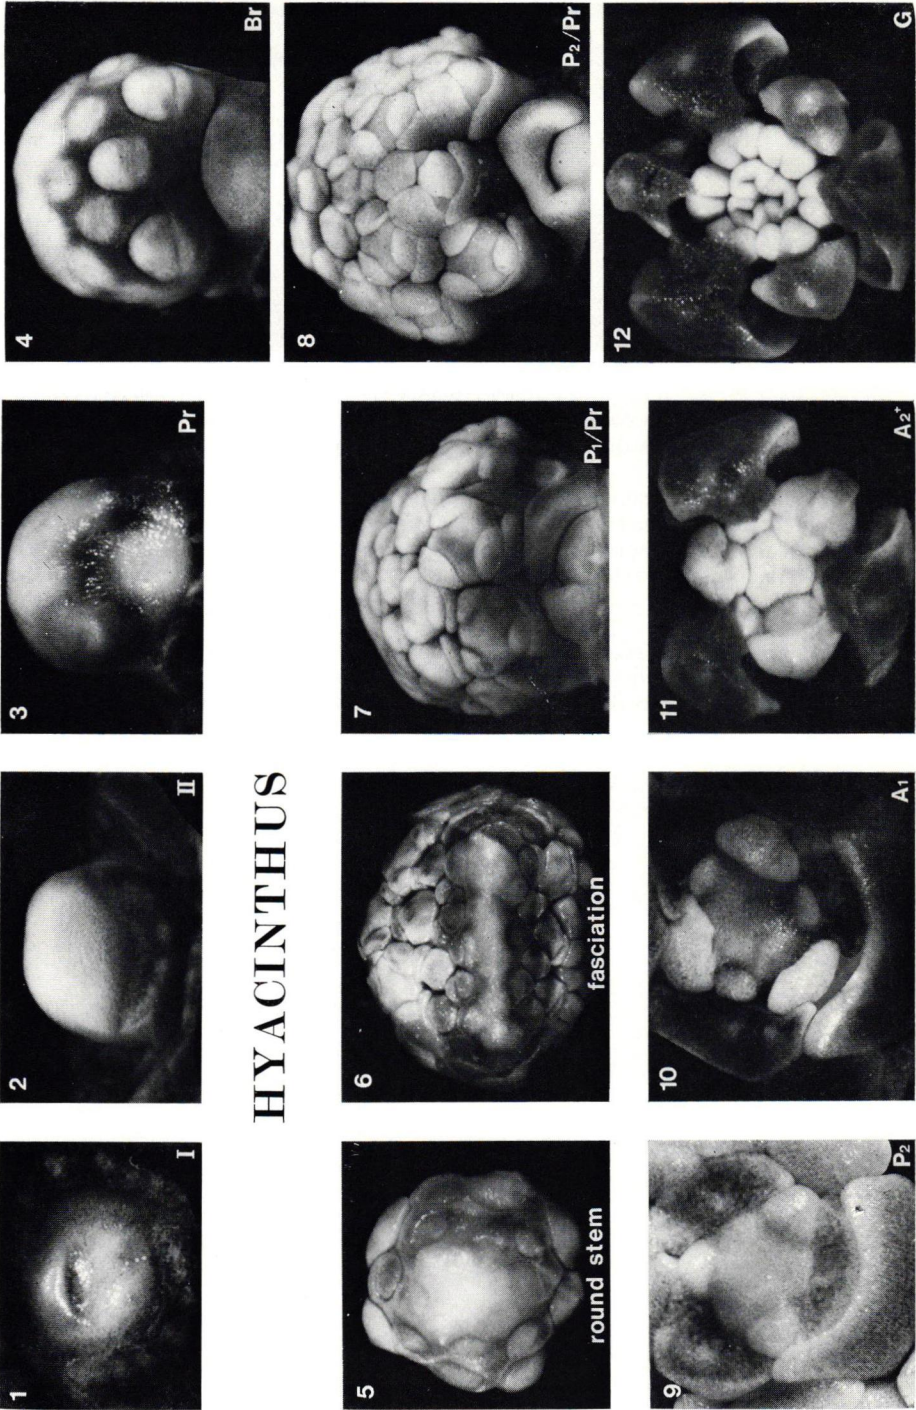 1
I
2
II
3
Pr
4
Br
HYACINTHUS
5
round stem
6
fasciation
7
P₁/Pr
8
P₂/Pr
9
P₂
10
A₁
11
A₂⁺
12
G